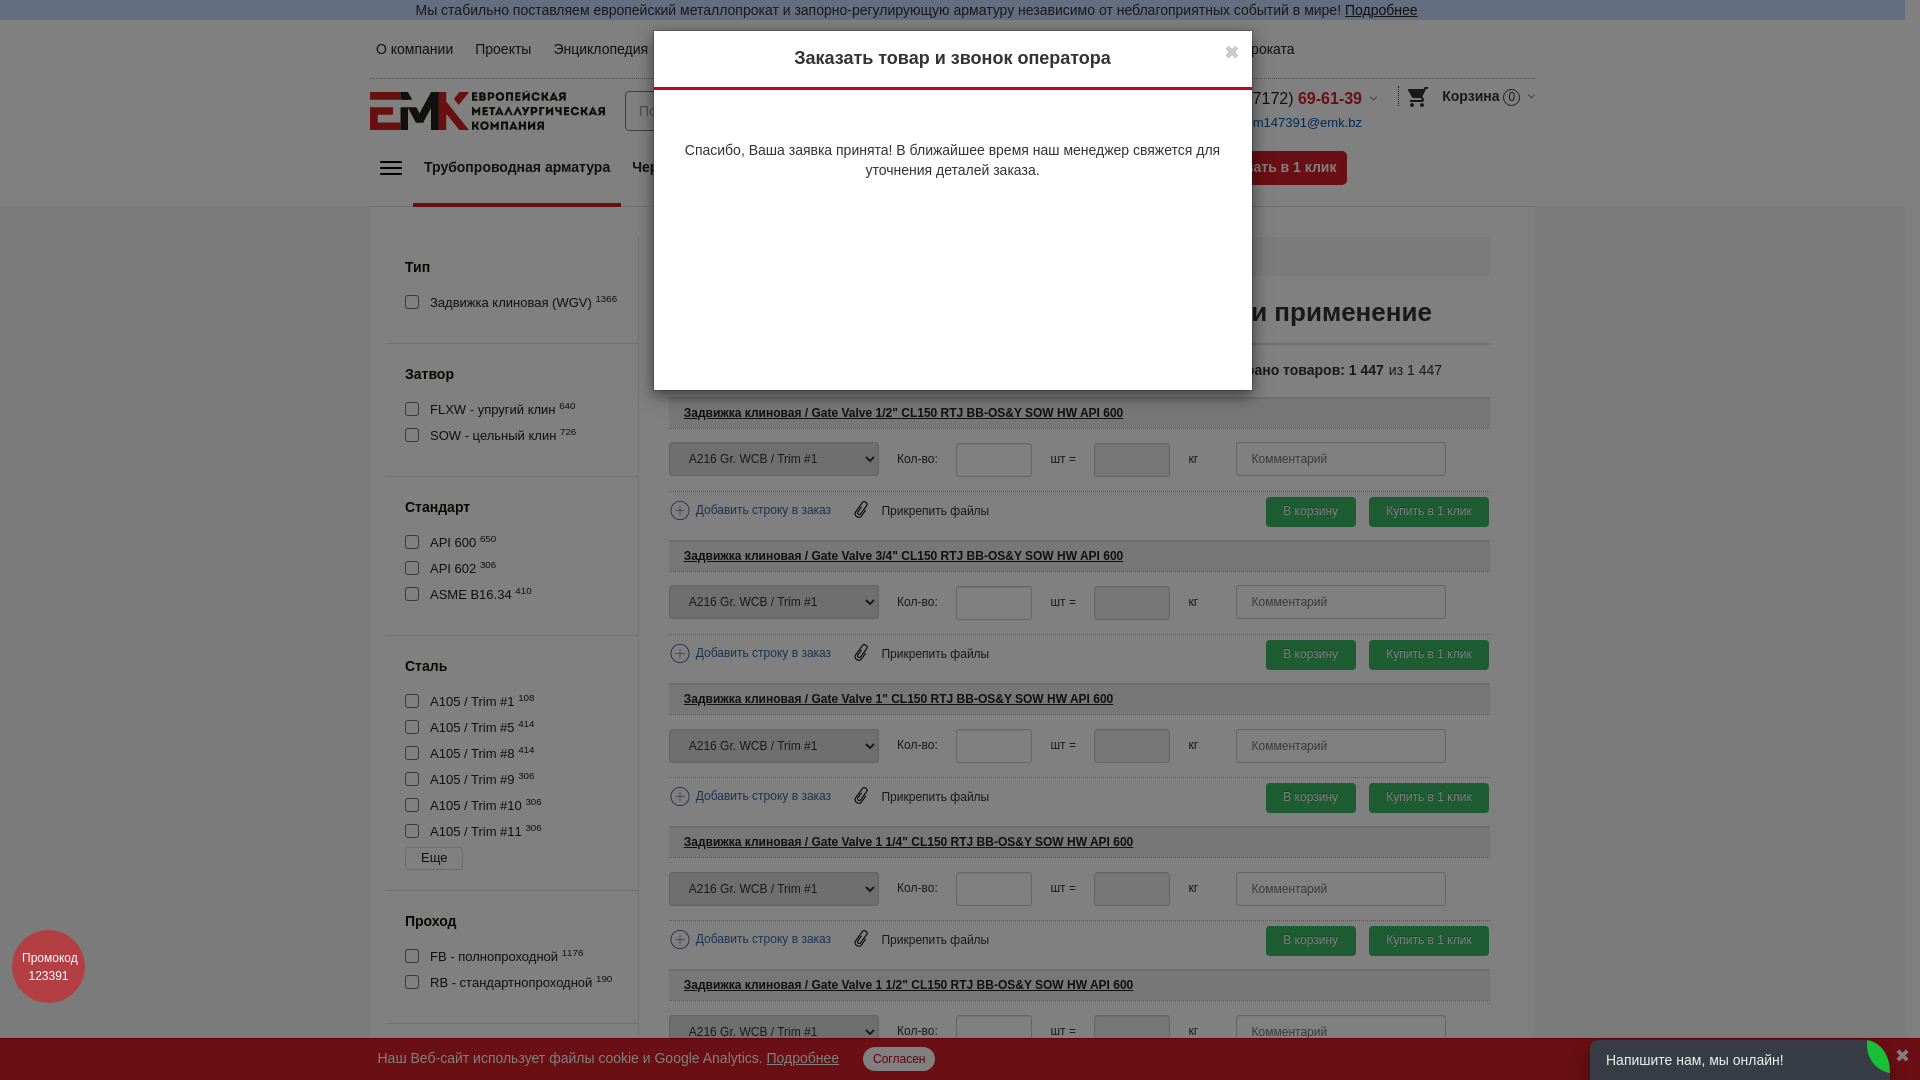 Мы стабильно поставляем европейский металлопрокат и запорно-регулирующую арматуру независимо от неблагоприятных событий в мире! Подробнее
О компании Проекты Энциклопедия роката
Заказать товар и звонок оператора ✖
ЕМК ЕВРОПЕЙСКАЯ МЕТАЛЛУРГИЧЕСКАЯ КОМПАНИЯ
По
7172) 69-61-39
m147391@emk.bz
Корзина 0
Трубопроводная арматура Чер ать в 1 клик
Спасибо, Ваша заявка принята! В ближайшее время наш менеджер свяжется для
уточнения деталей заказа.
Тип
Задвижка клиновая (WGV) 1366
Затвор
FLXW - упругий клин 640
SOW - цельный клин 726
Стандарт
API 600 650
API 602 306
ASME B16.34 410
Сталь
A105 / Trim #1 108
A105 / Trim #5 414
A105 / Trim #8 414
A105 / Trim #9 306
A105 / Trim #10 306
A105 / Trim #11 306
Еще
Проход
FB - полнопроходной 1176
RB - стандартнопроходной 190
и применение
рано товаров: 1 447 из 1 447
Задвижка клиновая / Gate Valve 1/2" CL150 RTJ BB-OS&Y SOW HW API 600
A216 Gr. WCB / Trim #1 Кол-во: шт = кг Комментарий
Добавить строку в заказ Прикрепить файлы В корзину Купить в 1 клик
Задвижка клиновая / Gate Valve 3/4" CL150 RTJ BB-OS&Y SOW HW API 600
A216 Gr. WCB / Trim #1 Кол-во: шт = кг Комментарий
Добавить строку в заказ Прикрепить файлы В корзину Купить в 1 клик
Задвижка клиновая / Gate Valve 1" CL150 RTJ BB-OS&Y SOW HW API 600
A216 Gr. WCB / Trim #1 Кол-во: шт = кг Комментарий
Добавить строку в заказ Прикрепить файлы В корзину Купить в 1 клик
Задвижка клиновая / Gate Valve 1 1/4" CL150 RTJ BB-OS&Y SOW HW API 600
A216 Gr. WCB / Trim #1 Кол-во: шт = кг Комментарий
Добавить строку в заказ Прикрепить файлы В корзину Купить в 1 клик
Задвижка клиновая / Gate Valve 1 1/2" CL150 RTJ BB-OS&Y SOW HW API 600
A216 Gr. WCB / Trim #1 Кол-во: шт = кг Комментарий
Промокод
123391
Наш Веб-сайт использует файлы cookie и Google Analytics. Подробнее Согласен
Напишите нам, мы онлайн! ✖